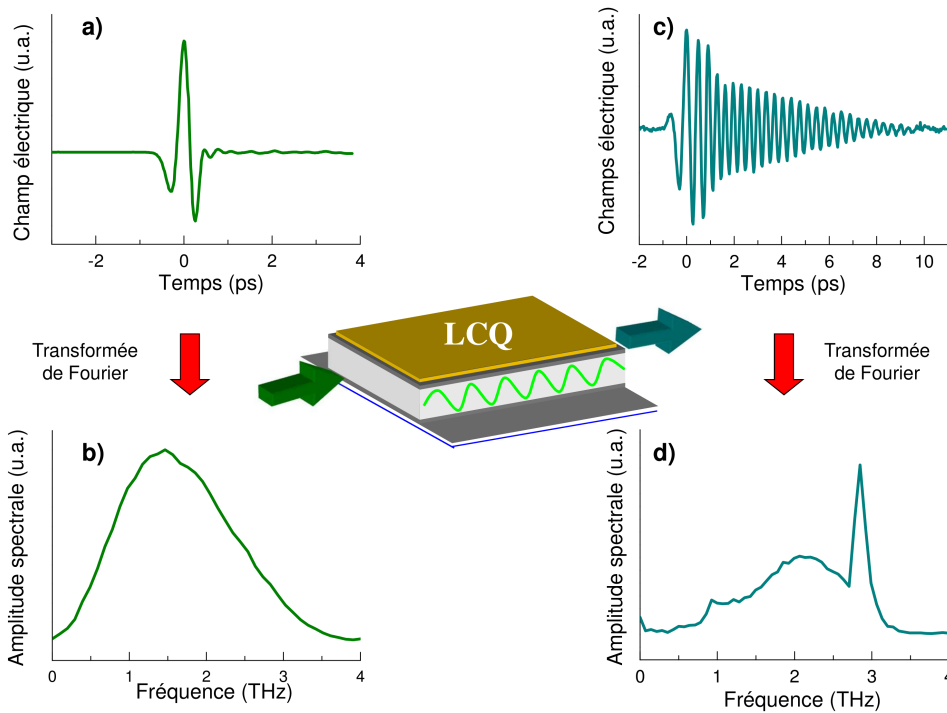 a)
Champ électrique (u.a.)
-2 0 2 4
Temps (ps)
c)
Champs électrique (u.a.)
-2 0 2 4 6 8 10
Temps (ps)
Transformée
de Fourier
LCQ
Transformée
de Fourier
b)
Amplitude spectrale (u.a.)
0 1 2 3 4
Fréquence (THz)
d)
Amplitude spectrale (u.a.)
0 1 2 3 4
Fréquence (THz)